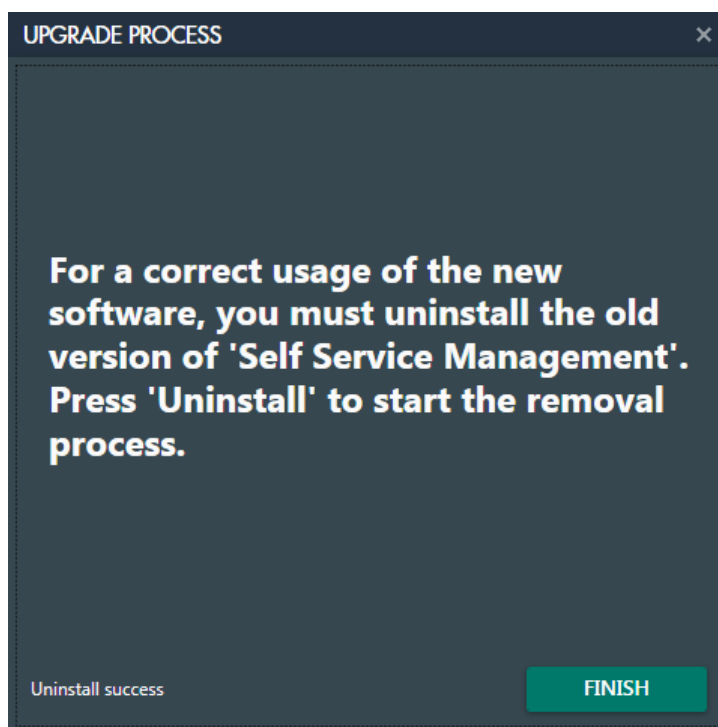 UPGRADE PROCESS
For a correct usage of the new
software, you must uninstall the old
version of 'Self Service Management'.
Press 'Uninstall' to start the removal
process.
Uninstall success
FINISH